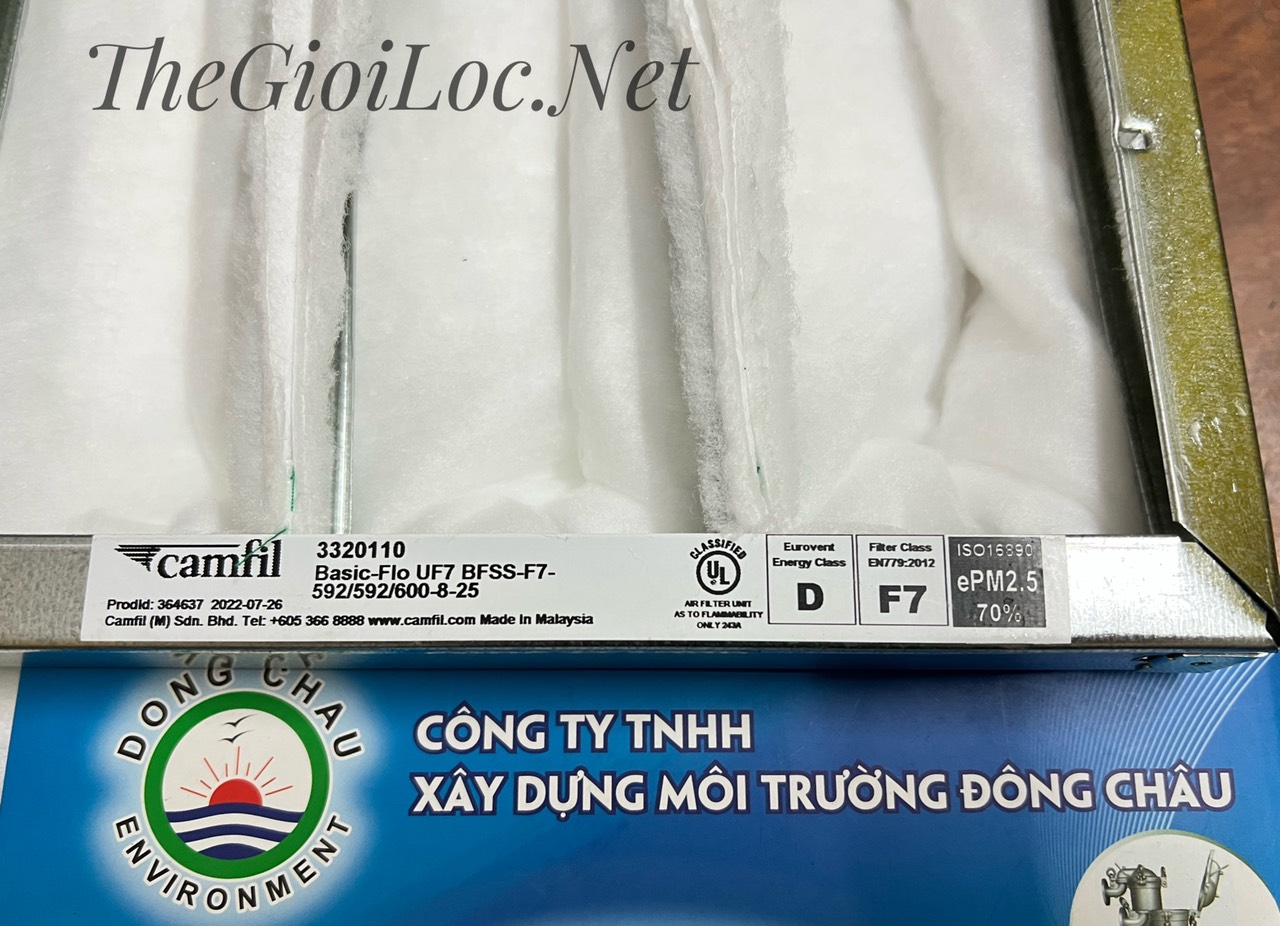 TheGioiLoc.Net
camfil
3320110
Basic-Flo UF7 BFSS-F7-
592/592/600-8-25
ProdId: 364637 2022-07-26
Camfil (M) Sdn. Bhd. Tel: +605 366 8888 www.camfil.com Made In Malaysia
CLASSIFIED
UL
AIR FILTER UNIT
AS TO FLAMMABILITY
ONLY 243A
Eurovent
Energy Class
D
Filter Class
EN779:2012
F7
ISO16890
ePM2.5
70%
DONG CHAU
ENVIRONMENT
CÔNG TY TNHH
XÂY DỰNG MÔI TRƯỜNG ĐÔNG CHÂU